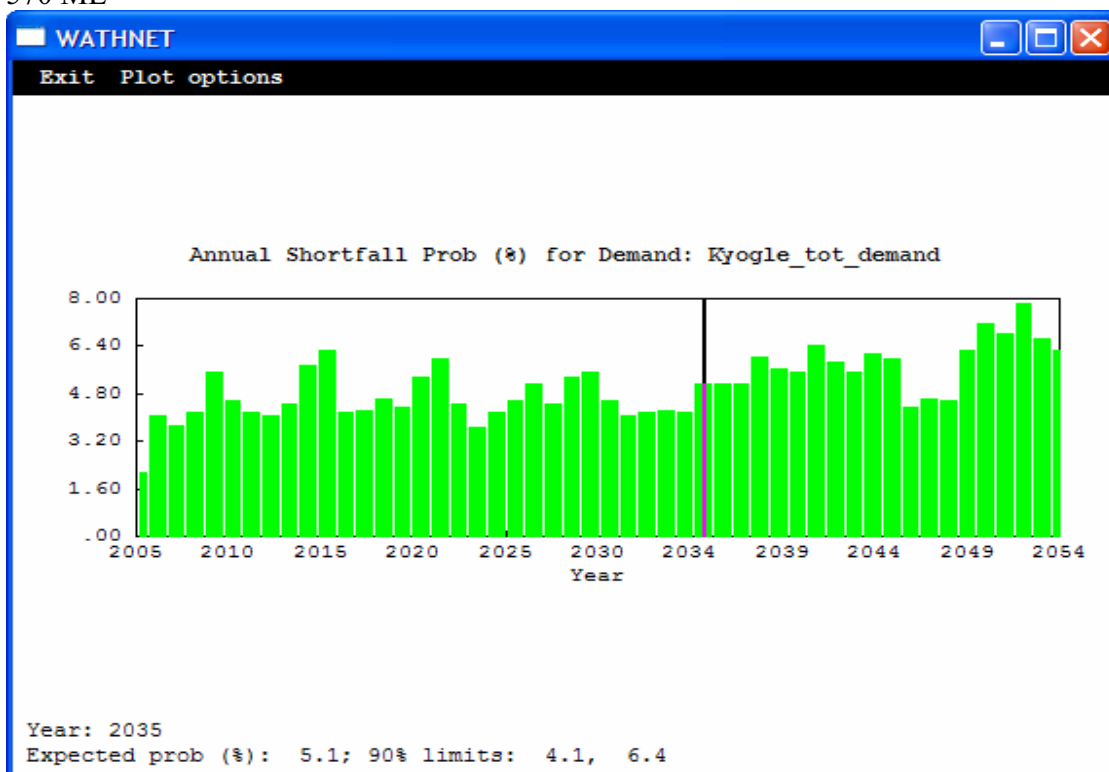 570 ML
WATHNET
Exit Plot options
Annual Shortfall Prob (%) for Demand: Kyogle_tot_demand
8.00
6.40
4.80
3.20
1.60
.00
2005 2010 2015 2020 2025 2030 2034 2039 2044 2049 2054
Year
Year: 2035
Expected prob (%): 5.1; 90% limits: 4.1, 6.4